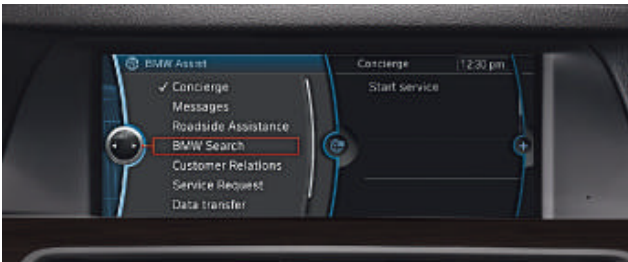 BMW Assist
✓ Concierge
Messages
Roadside Assistance
BMW Search
Customer Relations
Service Request
Data transfer
Concierge 12:30 pm
Start service